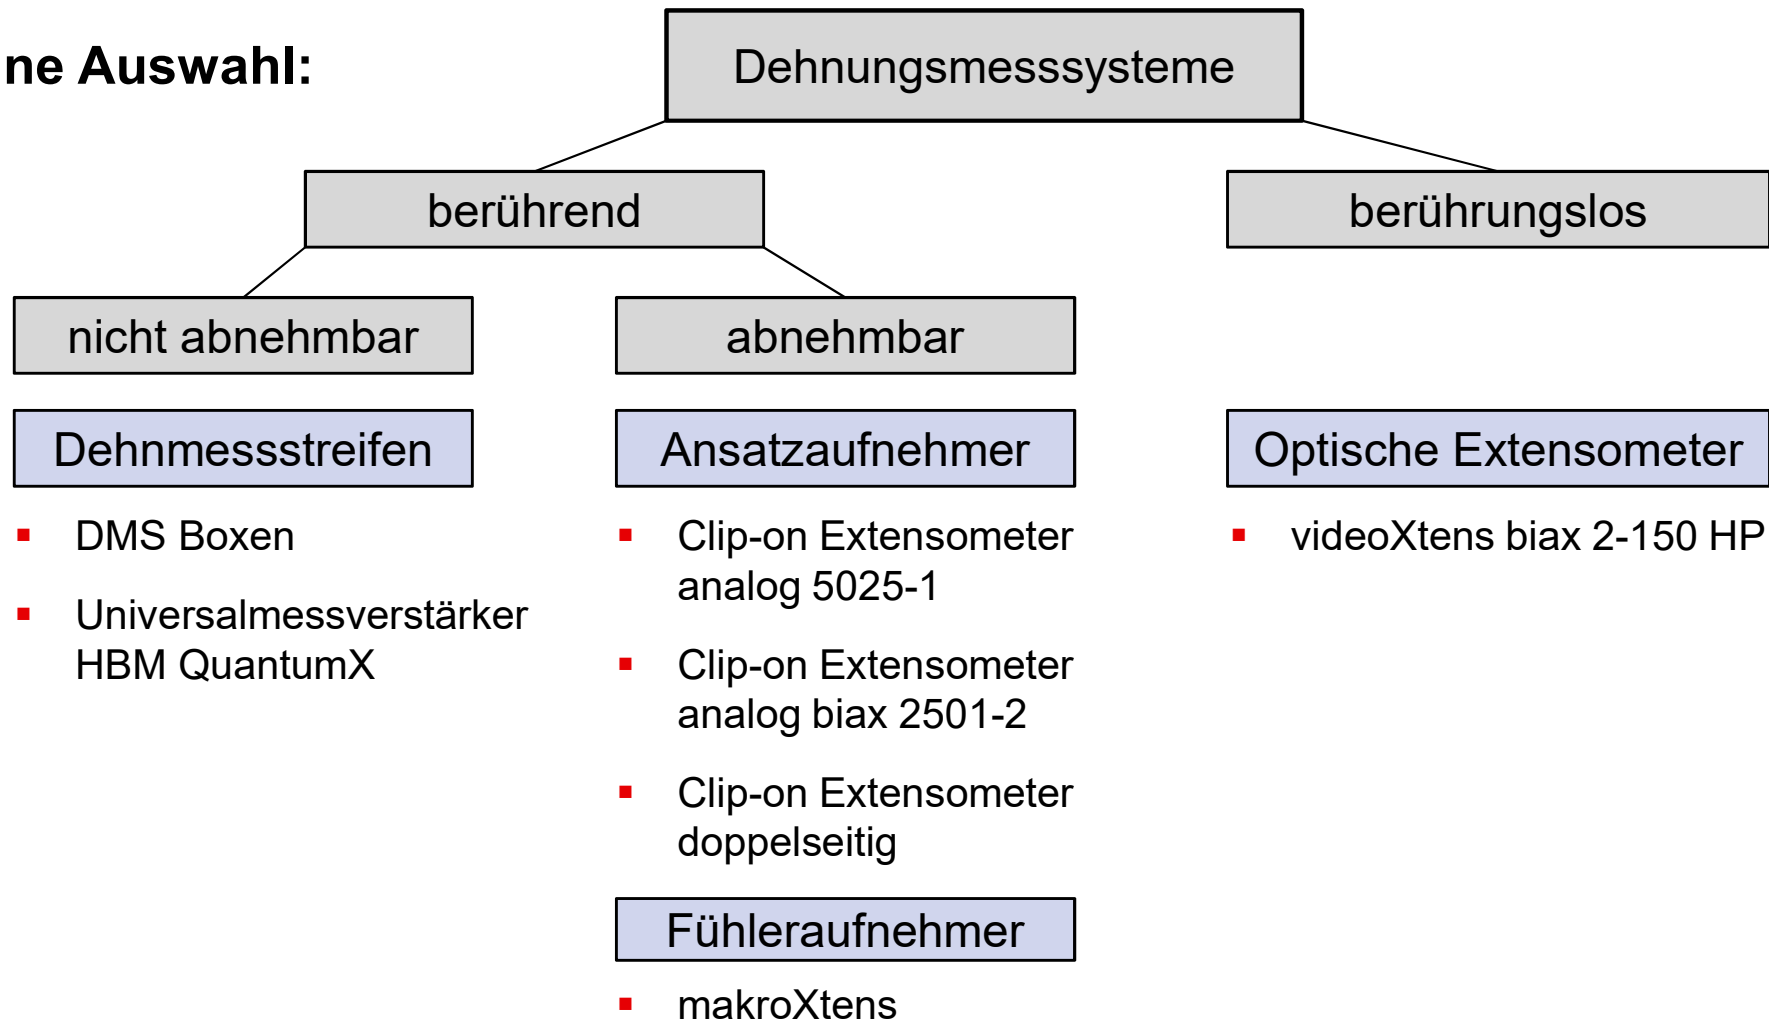 ne Auswahl:
Dehnungsmesssysteme
berührend
berührungslos
nicht abnehmbar
abnehmbar
Dehnmessstreifen
Ansatzaufnehmer
Optische Extensometer
▪ DMS Boxen
▪ Universalmessverstärker
HBM QuantumX
▪ Clip-on Extensometer
analog 5025-1
▪ Clip-on Extensometer
analog biax 2501-2
▪ Clip-on Extensometer
doppelseitig
Fühleraufnehmer
▪ makroXtens
▪ videoXtens biax 2-150 HP